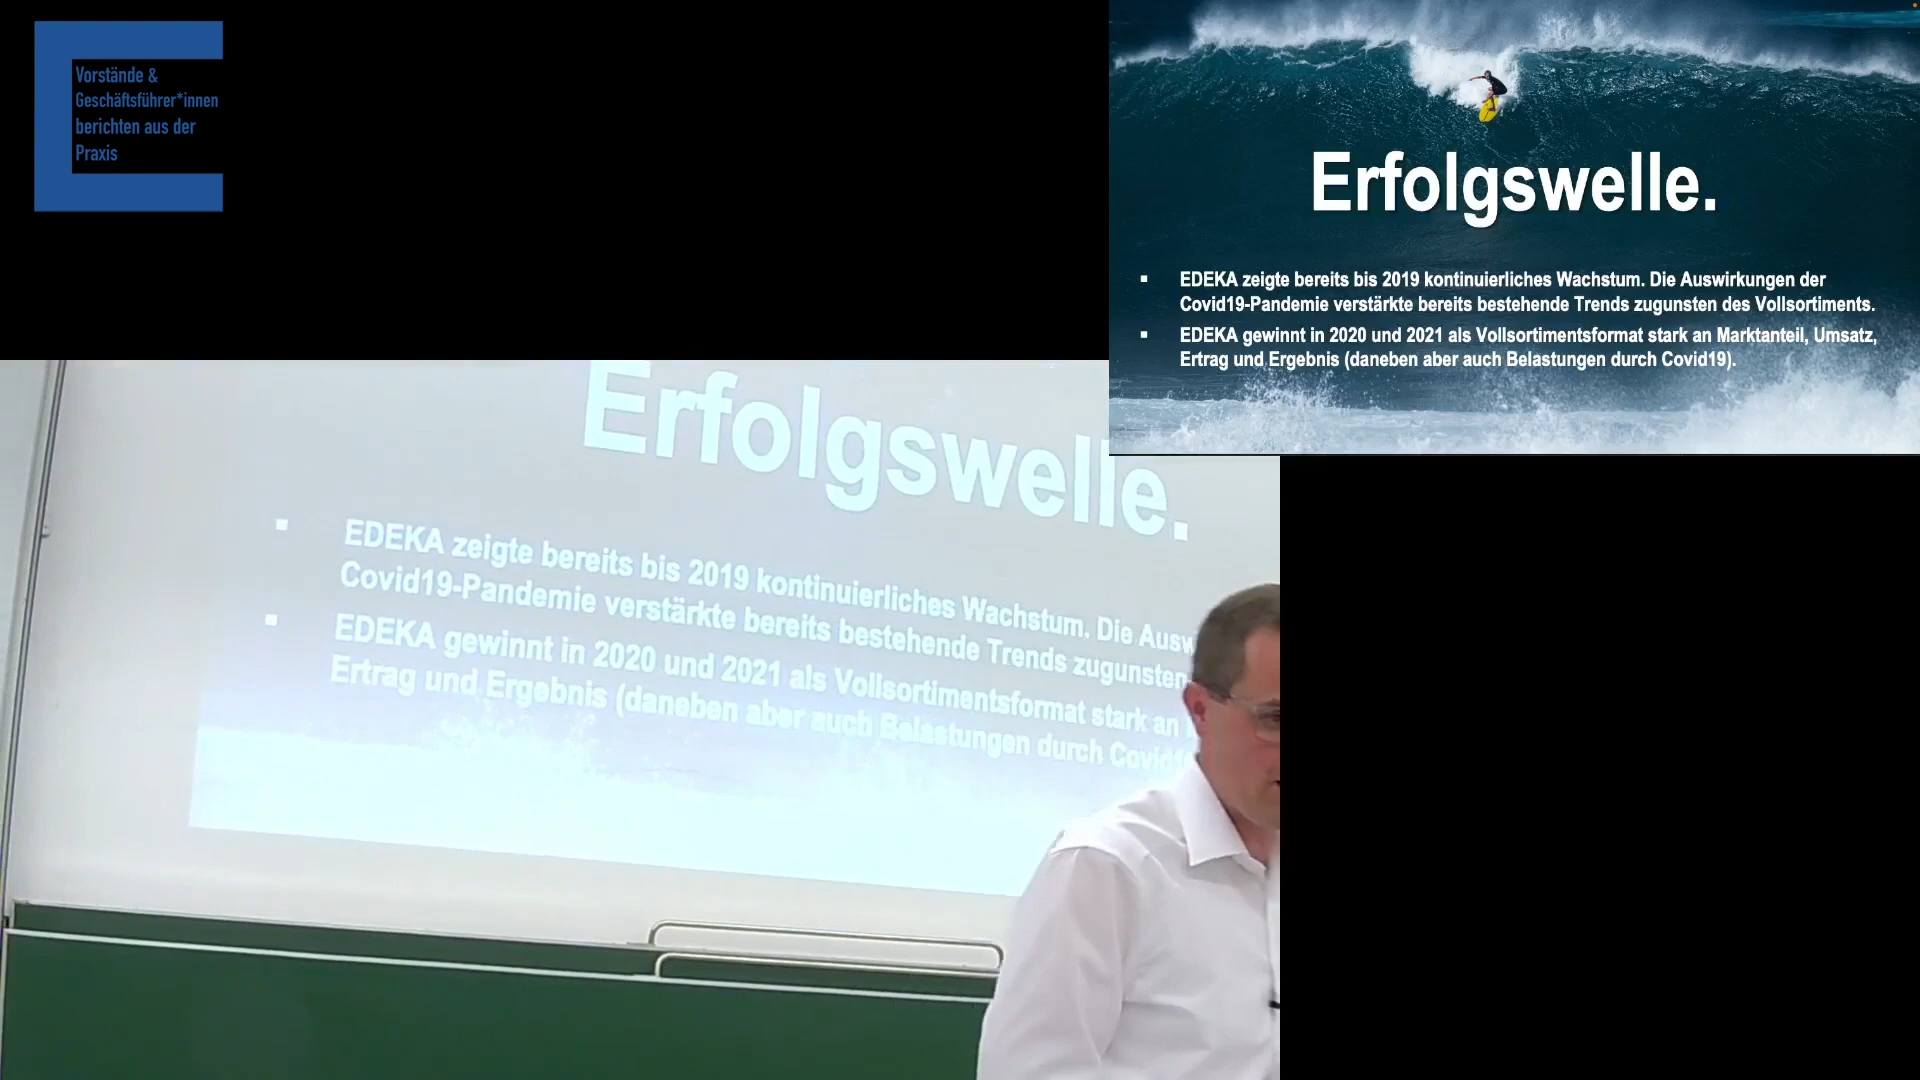 Vorstände &
Geschäftsführer*innen
berichten aus der
Praxis
Erfolgswelle.
▪ EDEKA zeigte bereits bis 2019 kontinuierliches Wachstum. Die Auswirkungen der
Covid19-Pandemie verstärkte bereits bestehende Trends zugunsten des Vollsortiments.
▪ EDEKA gewinnt in 2020 und 2021 als Vollsortimentsformat stark an Marktanteil, Umsatz,
Ertrag und Ergebnis (daneben aber auch Belastungen durch Covid19).
Erfolgswelle.
▪ EDEKA zeigte bereits bis 2019 kontinuierliches Wachstum. Die Ausw
Covid19-Pandemie verstärkte bereits bestehende Trends zugunsten
▪ EDEKA gewinnt in 2020 und 2021 als Vollsortimentsformat stark an
Ertrag und Ergebnis (daneben aber auch Belastungen durch Covid1